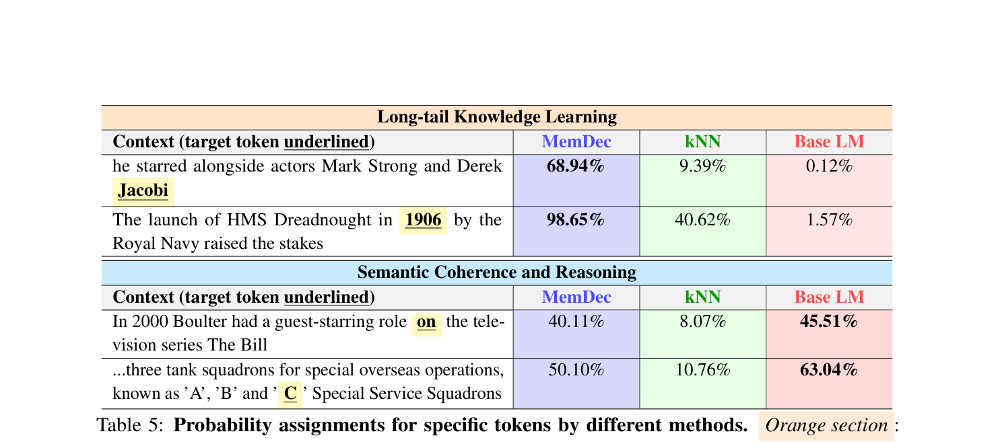 Long-tail Knowledge Learning
Context (target token underlined) MemDec kNN Base LM
he starred alongside actors Mark Strong and Derek 68.94% 9.39% 0.12%
Jacobi
The launch of HMS Dreadnought in 1906 by the 98.65% 40.62% 1.57%
Royal Navy raised the stakes
Semantic Coherence and Reasoning
Context (target token underlined) MemDec kNN Base LM
In 2000 Boulter had a guest-starring role on the tele- 40.11% 8.07% 45.51%
vision series The Bill
...three tank squadrons for special overseas operations, 50.10% 10.76% 63.04%
known as ’A’, ’B’ and ’ C ’ Special Service Squadrons
Table 5: Probability assignments for specific tokens by different methods. Orange section :